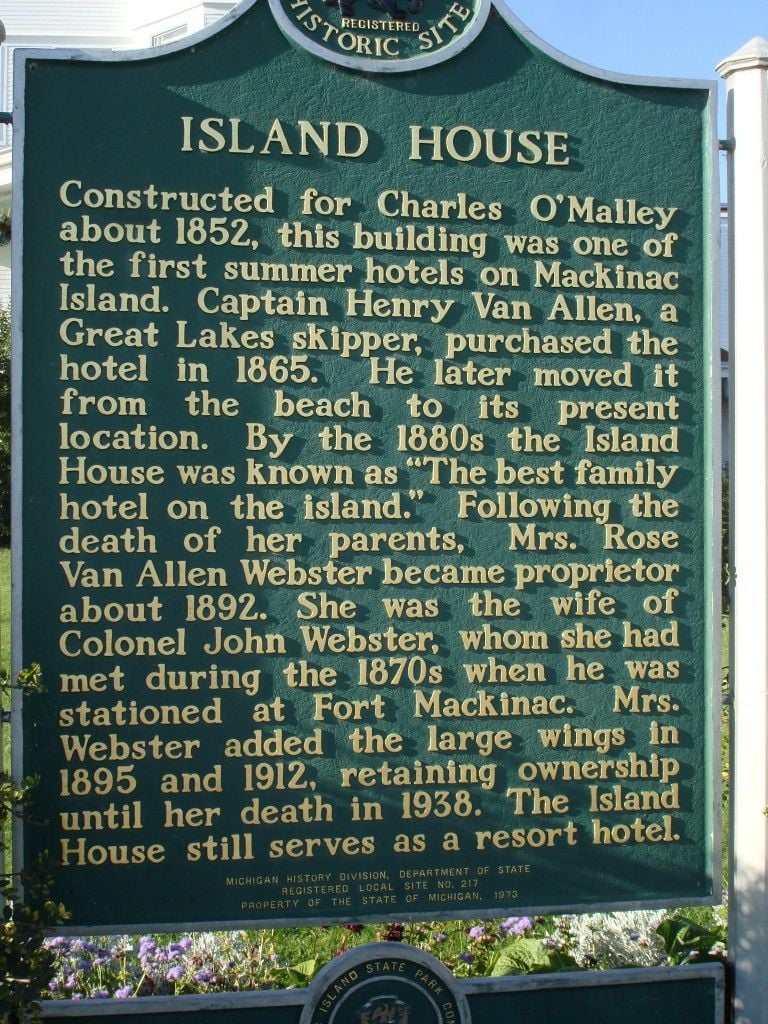 REGISTERED
HISTORIC SITE
ISLAND HOUSE
Constructed for Charles O'Malley
about 1852, this building was one of
the first summer hotels on Mackinac
Island. Captain Henry Van Allen, a
Great Lakes skipper, purchased the
hotel in 1865. He later moved it
from the beach to its present
location. By the 1880s the Island
House was known as "The best family
hotel on the island." Following the
death of her parents, Mrs. Rose
Van Allen Webster became proprietor
about 1892. She was the wife of
Colonel John Webster, whom she had
met during the 1870s when he was
stationed at Fort Mackinac. Mrs.
Webster added the large wings in
1895 and 1912, retaining ownership
until her death in 1938. The Island
House still serves as a resort hotel.
MICHIGAN HISTORY DIVISION, DEPARTMENT OF STATE
REGISTERED LOCAL SITE NO. 217
PROPERTY OF THE STATE OF MICHIGAN, 1973
ISLAND STATE PARK